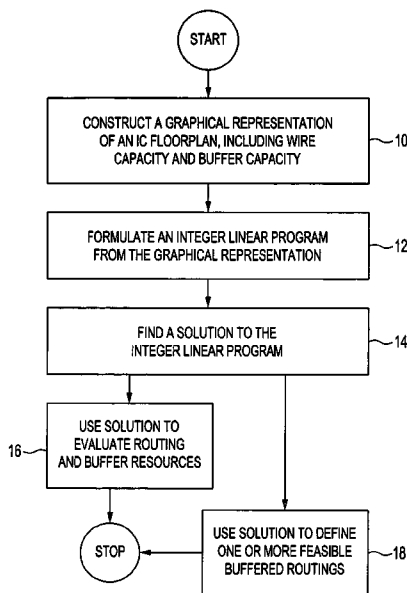 START
CONSTRUCT A GRAPHICAL REPRESENTATION
OF AN IC FLOORPLAN, INCLUDING WIRE
CAPACITY AND BUFFER CAPACITY
10
FORMULATE AN INTEGER LINEAR PROGRAM
FROM THE GRAPHICAL REPRESENTATION
12
FIND A SOLUTION TO THE
INTEGER LINEAR PROGRAM
14
USE SOLUTION TO
EVALUATE ROUTING
AND BUFFER RESOURCES
16
STOP
USE SOLUTION TO DEFINE
ONE OR MORE FEASIBLE
BUFFERED ROUTINGS
18